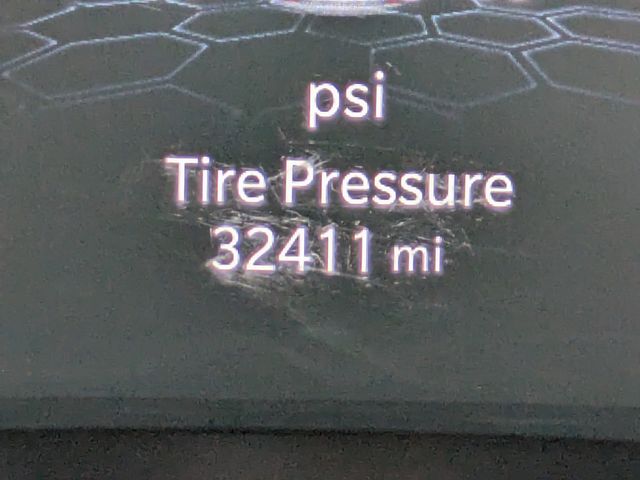 psi
Tire Pressure
32411 mi